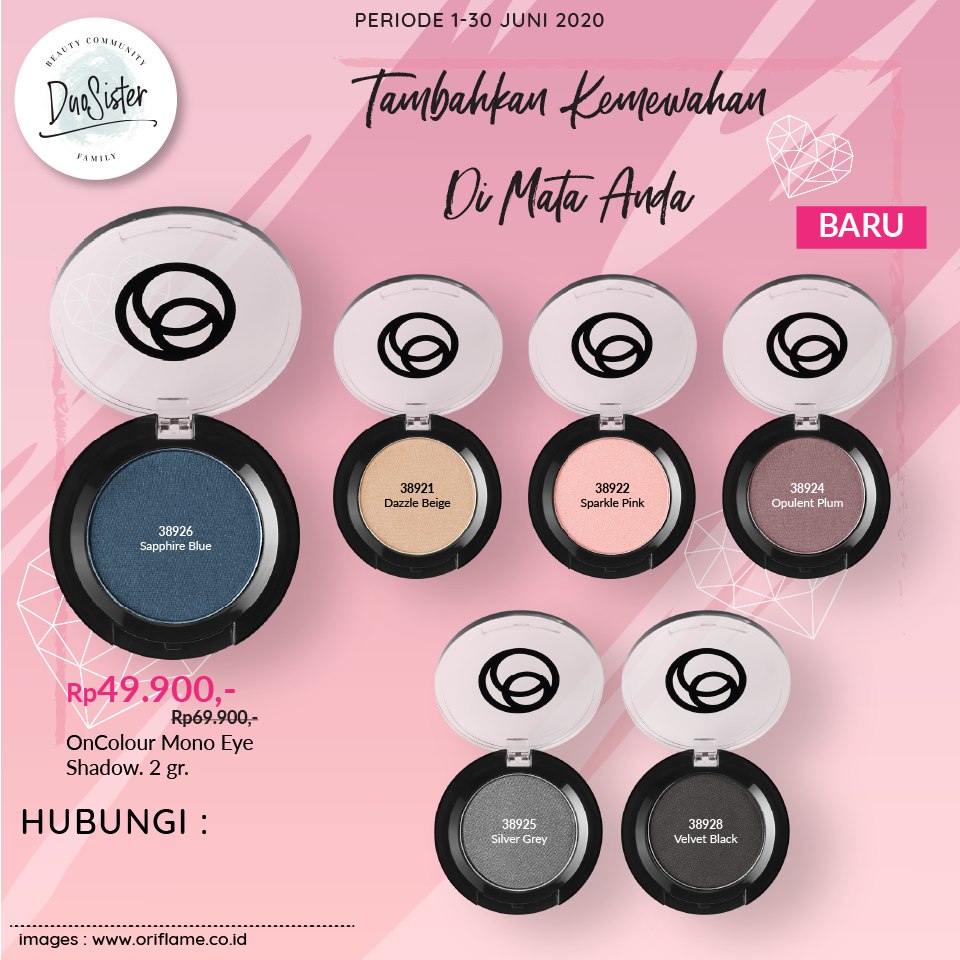 PERIODE 1-30 JUNI 2020
BEAUTY COMMUNITY
DuaSister
FAMILY
Tambahkan Kemewahan
Di Mata Anda
BARU
38926
Sapphire Blue
38921
Dazzle Beige
38922
Sparkle Pink
38924
Opulent Plum
Rp49.900,-
Rp69.900,-
OnColour Mono Eye
Shadow. 2 gr.
38925
Silver Grey
38928
Velvet Black
HUBUNGI :
images : www.oriflame.co.id